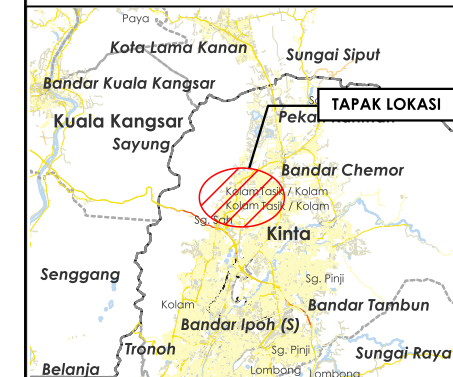 Paya
Kota Lama Kanan
Sungai Siput
Bandar Kuala Kangsar
TAPAK LOKASI
Kuala Kangsar
Sayung
Bandar Chemor
Kolam Tasik / Kolam
Kolam Tasik / Kolam
Kinta
Senggang
Sg. Pinji
Kolam
Bandar Tambun
Bandar Ipoh (S)
Tronoh
Sg. Pinji
Sungai Raya
Belanja
Lombong
Lombong